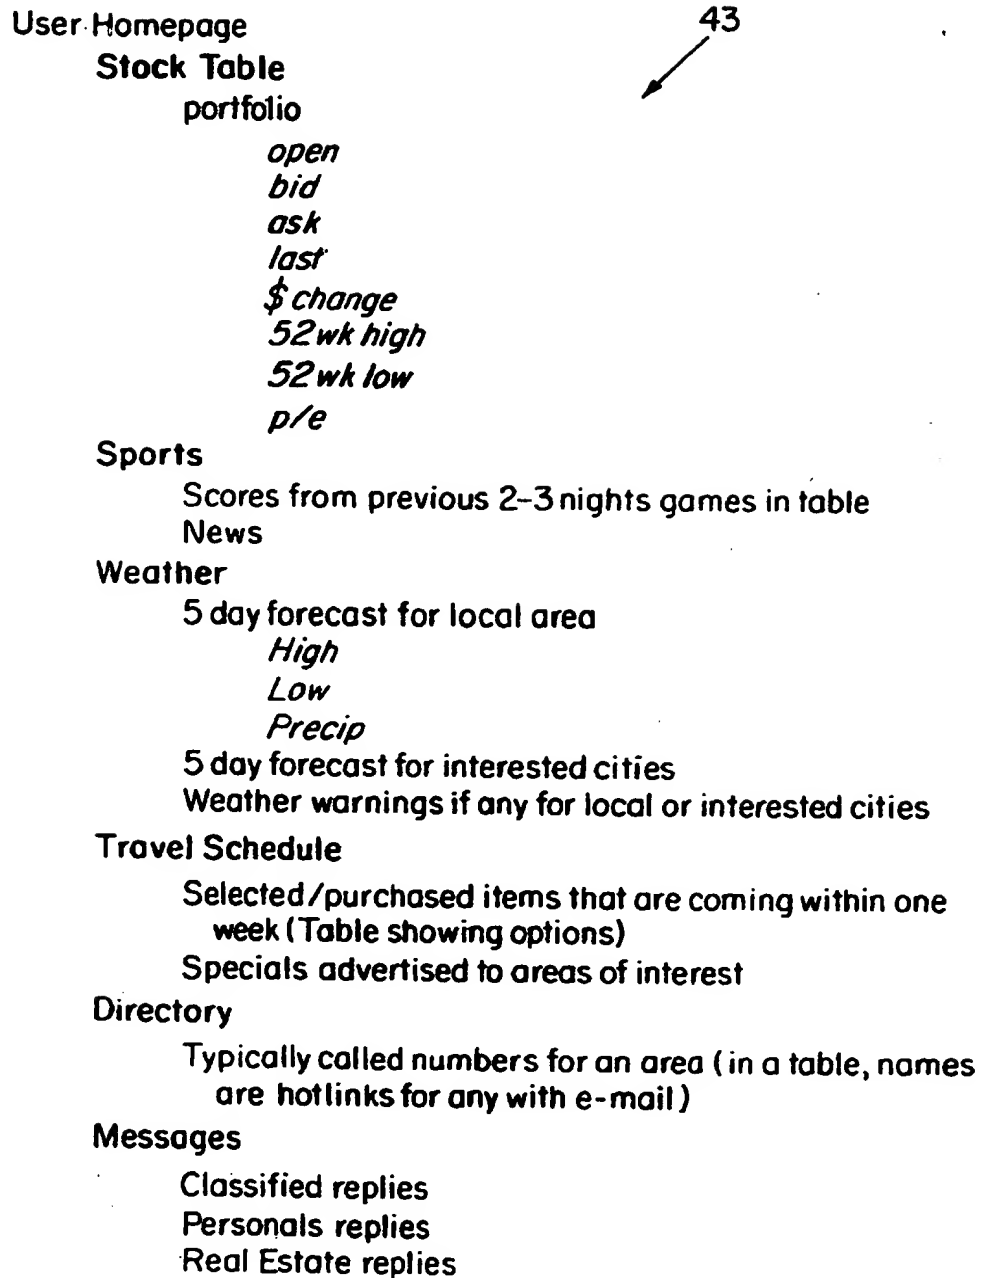 User Homepage
43
Stock Table
portfolio
open
bid
ask
last
$ change
52 wk high
52 wk low
p/e
Sports
Scores from previous 2-3 nights games in table
News
Weather
5 day forecast for local area
High
Low
Precip
5 day forecast for interested cities
Weather warnings if any for local or interested cities
Travel Schedule
Selected/purchased items that are coming within one
week (Table showing options)
Specials advertised to areas of interest
Directory
Typically called numbers for an area (in a table, names
are hotlinks for any with e-mail)
Messages
Classified replies
Personals replies
Real Estate replies